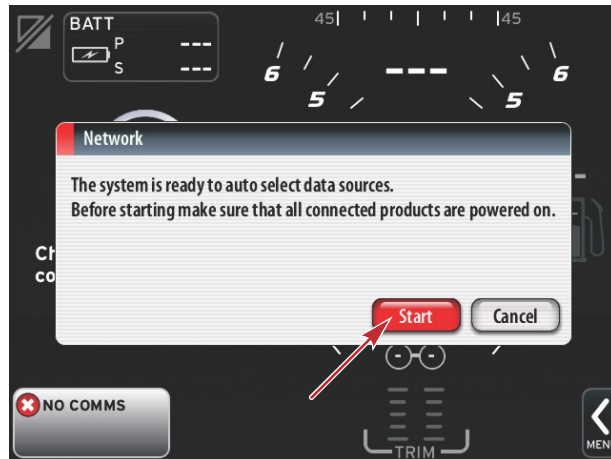 BATT
P ---
S ---
45 45
6 6
---
5 5
Network
The system is ready to auto select data sources.
Before starting make sure that all connected products are powered on.
Start Cancel
NO COMMS
TRIM